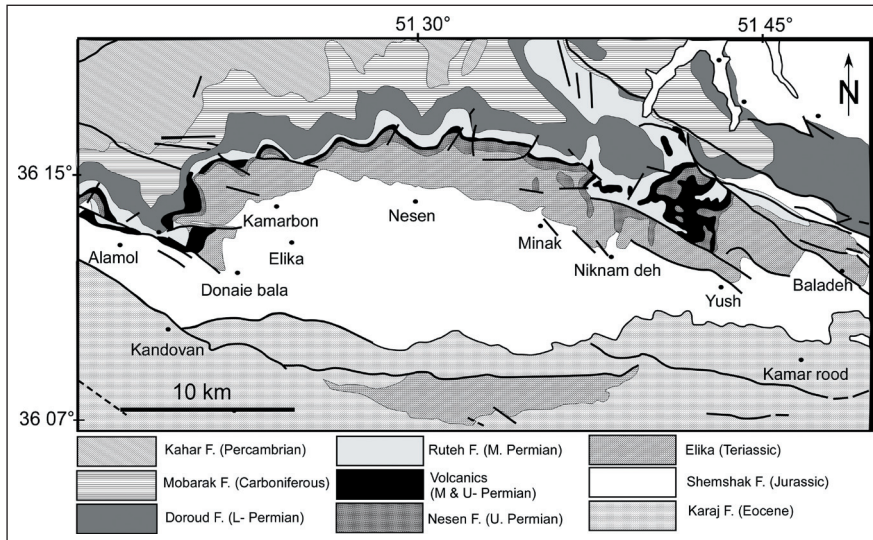 51 30°
51 45°
N
36 15°
Kamarbon
Nesen
Alamol
Elika
Minak
Donaie bala
Niknam deh
Yush
Baladeh
Kandovan
Kamar rood
10 km
36 07°
Kahar F. (Percambrian)
Mobarak F. (Carboniferous)
Doroud F. (L- Permian)
Ruteh F. (M. Permian)
Volcanics
(M & U- Permian)
Nesen F. (U. Permian)
Elika (Teriassic)
Shemshak F. (Jurassic)
Karaj F. (Eocene)